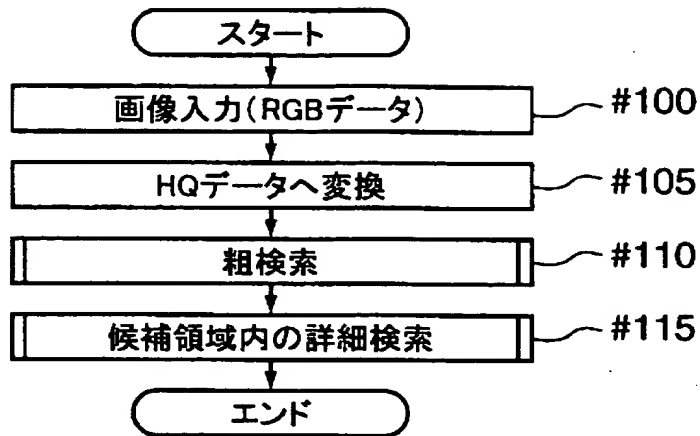 スタート
画像入力(RGBデータ) #100
HQデータへ変換 #105
粗検索 #110
候補領域内の詳細検索 #115
エンド